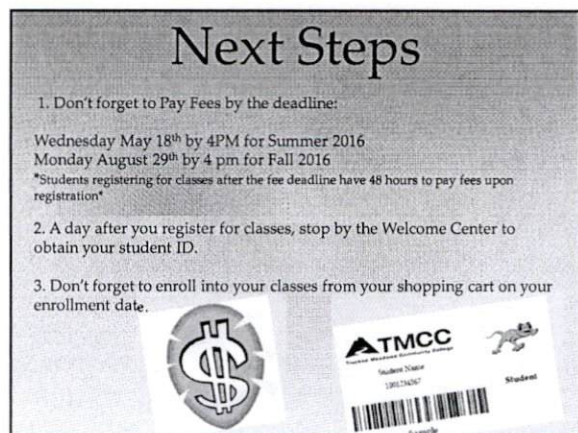 Next Steps
1. Don't forget to Pay Fees by the deadline:
Wednesday May 18th by 4PM for Summer 2016
Monday August 29th by 4 pm for Fall 2016
*Students registering for classes after the fee deadline have 48 hours to pay fees upon
registration*
2. A day after you register for classes, stop by the Welcome Center to
obtain your student ID.
3. Don't forget to enroll into your classes from your shopping cart on your
enrollment date.
$
TMCC
Truckee Meadows Community College
Student Name
Student